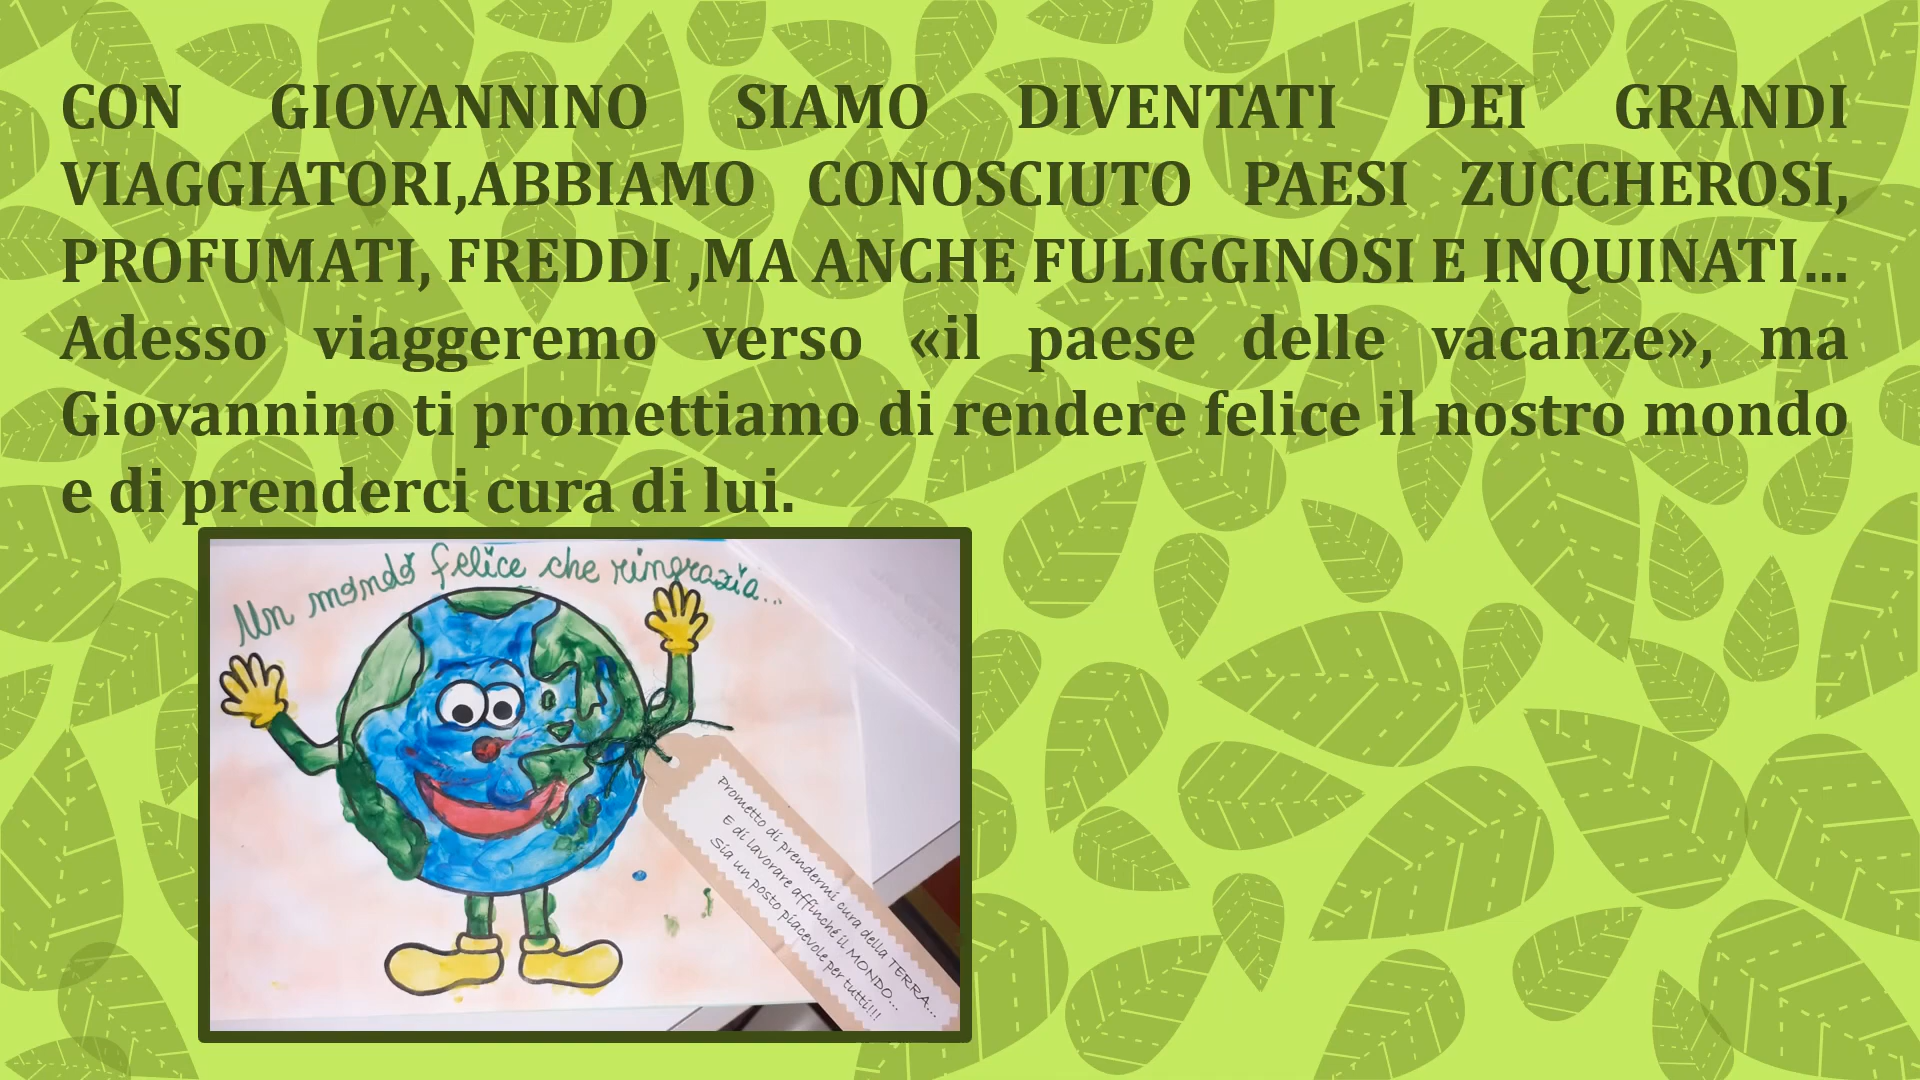 CON GIOVANNINO SIAMO DIVENTATI DEI GRANDI
VIAGGIATORI,ABBIAMO CONOSCIUTO PAESI ZUCCHEROSI,
PROFUMATI, FREDDI ,MA ANCHE FULIGGINOSI E INQUINATI...
Adesso viaggeremo verso «il paese delle vacanze», ma
Giovannino ti promettiamo di rendere felice il nostro mondo
e di prenderci cura di lui.
Un mondo felice che ringrazia...
Prometto di prendermi cura della TERRA...
E di lavorare affinché il MONDO...
Sia un posto piacevole per tutti!!!